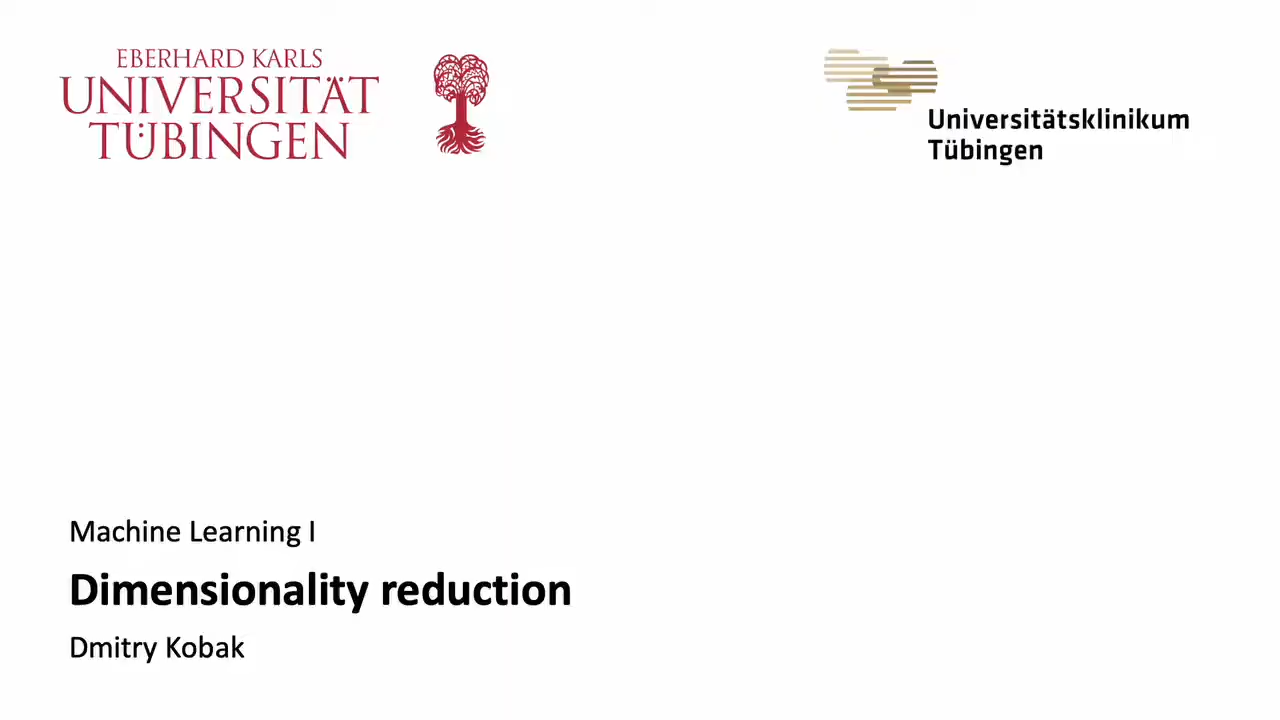 EBERHARD KARLS
UNIVERSITÄT
TÜBINGEN
Universitätsklinikum
Tübingen
Machine Learning I
Dimensionality reduction
Dmitry Kobak